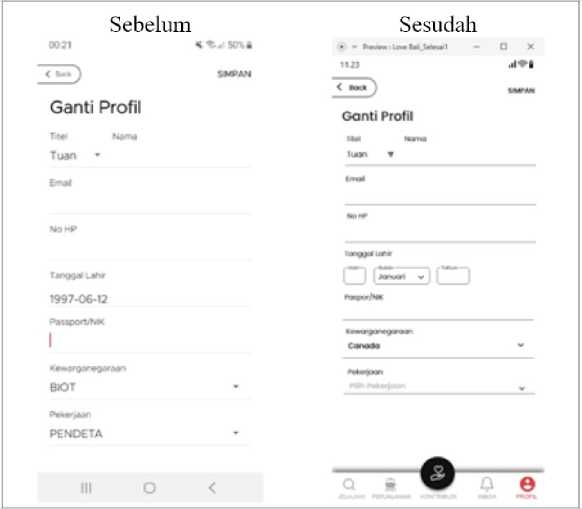 Sebelum
Sesudah
00:21
50%
Back
SIMPAN
Ganti Profil
Titel Nama
Tuan
Email
No HP
Tanggal Lahir
1997-06-12
Passport/NIK
Kewarganegaraan
BIOT
Pekerjaan
PENDETA
Preview : Love Bali_Selesai1
11.23
Back
SIMPAN
Ganti Profil
Titel Nama
Tuan
Email
No HP
Tanggal Lahir
Bulan
Tahun
Januari
Paspor/NIK
Kewarganegaraan
Canada
Pekerjaan
Pilih Pekerjaan
JELAJAH PERJALANAN KONTRIBUSI INBOX PROFIL